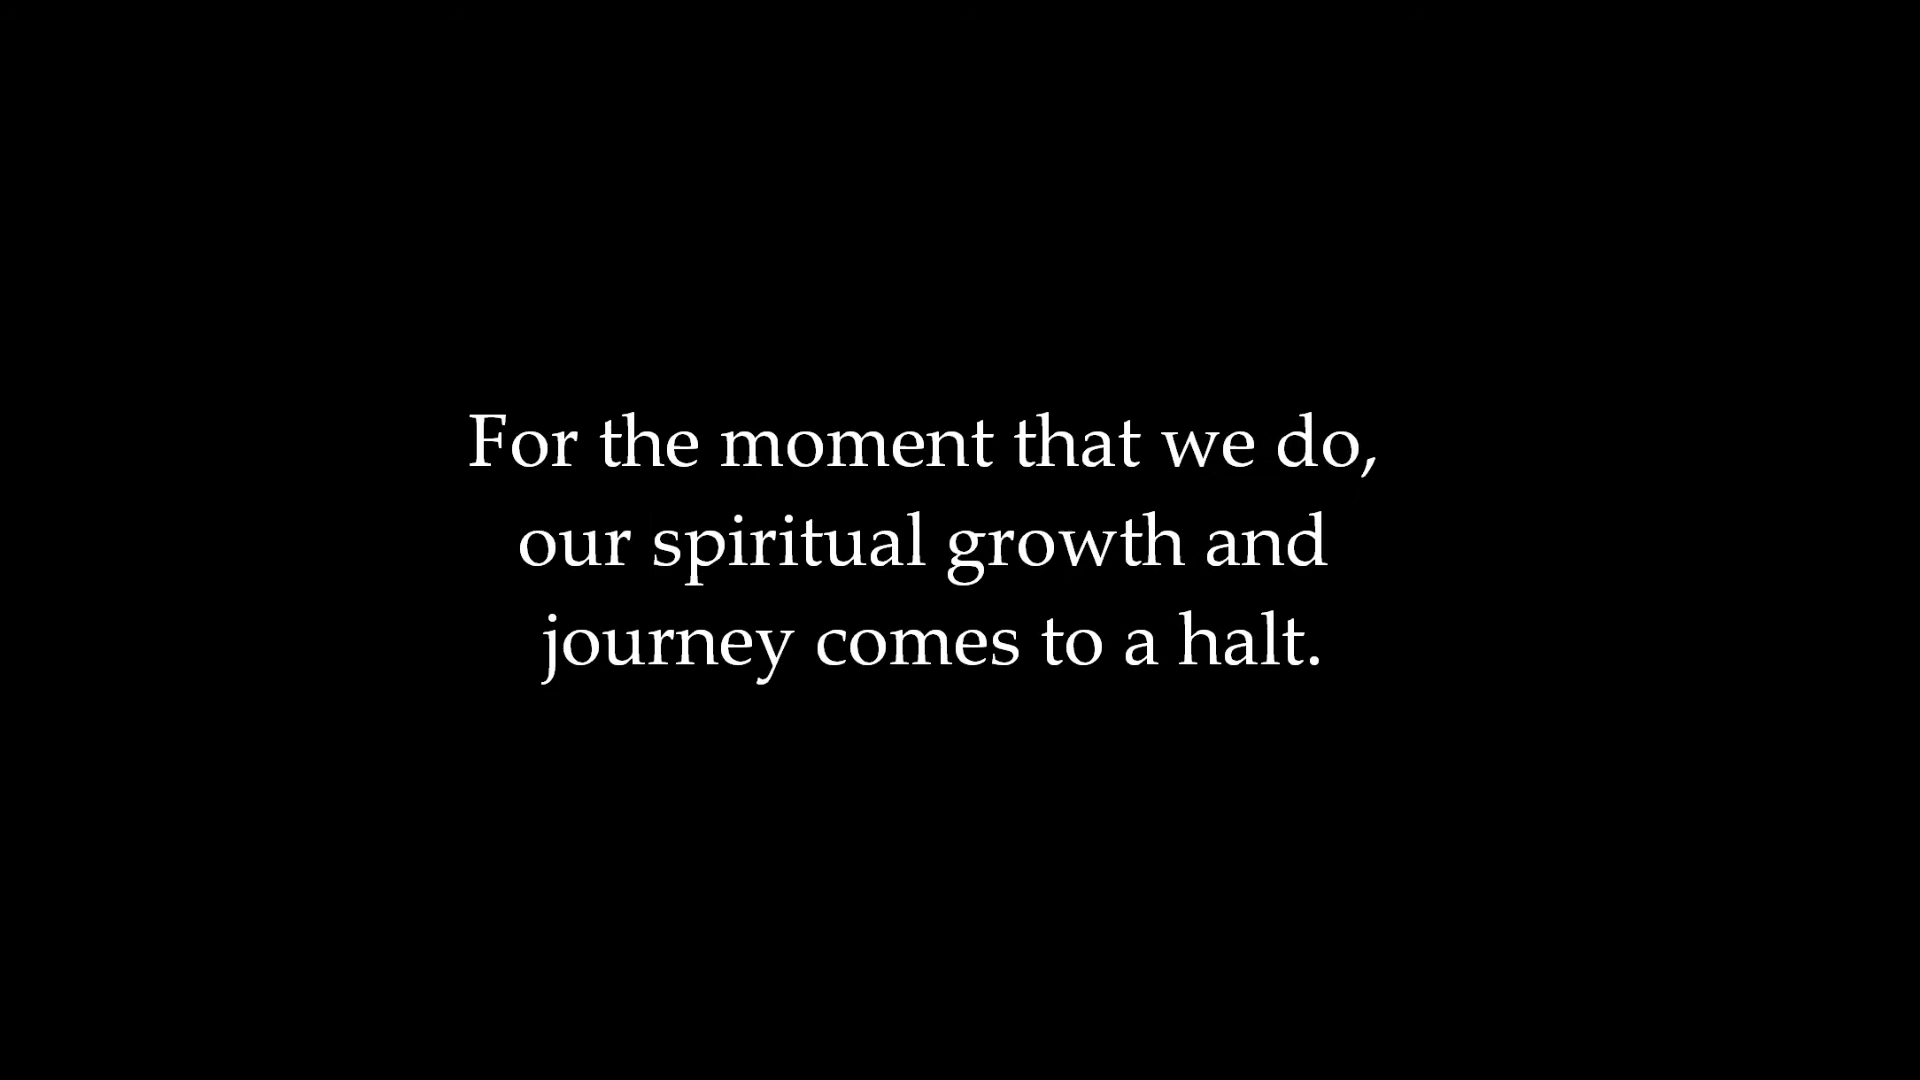 For the moment that we do,
our spiritual growth and
journey comes to a halt.